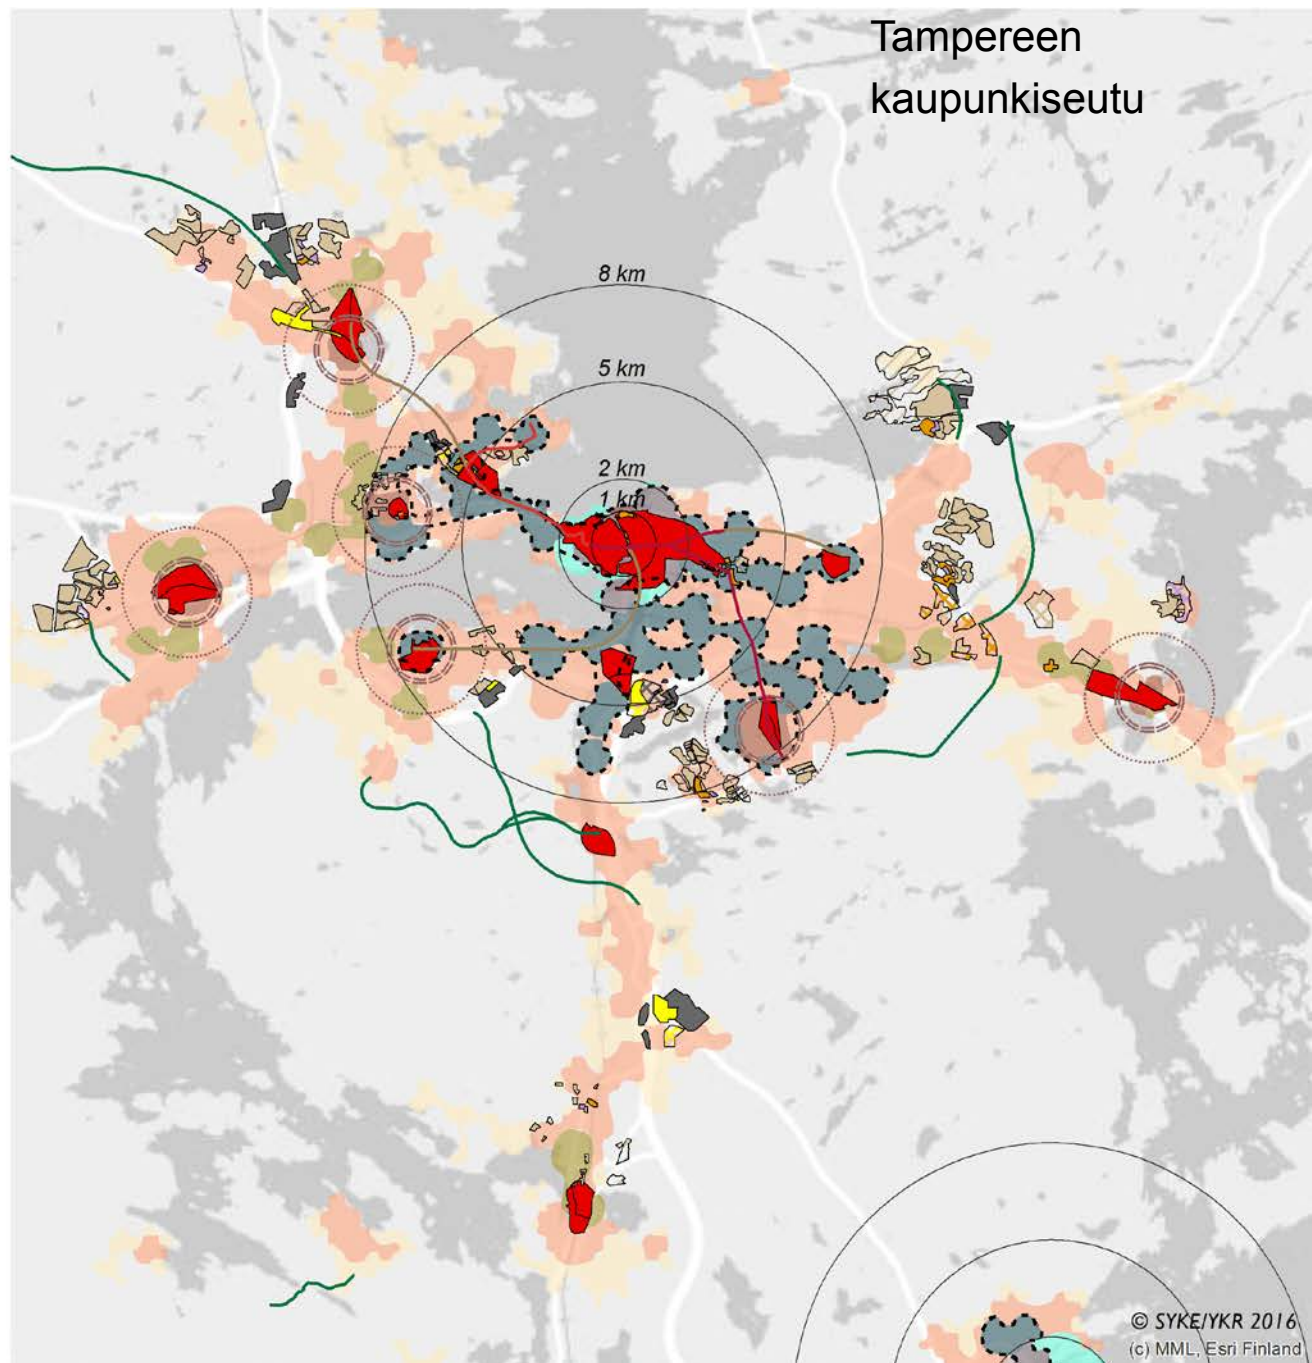 Tampereen
kaupunkiseutu
8 km
5 km
2 km
1 km
© SYKE/YKR 2016
(c) MML, Esri Finland